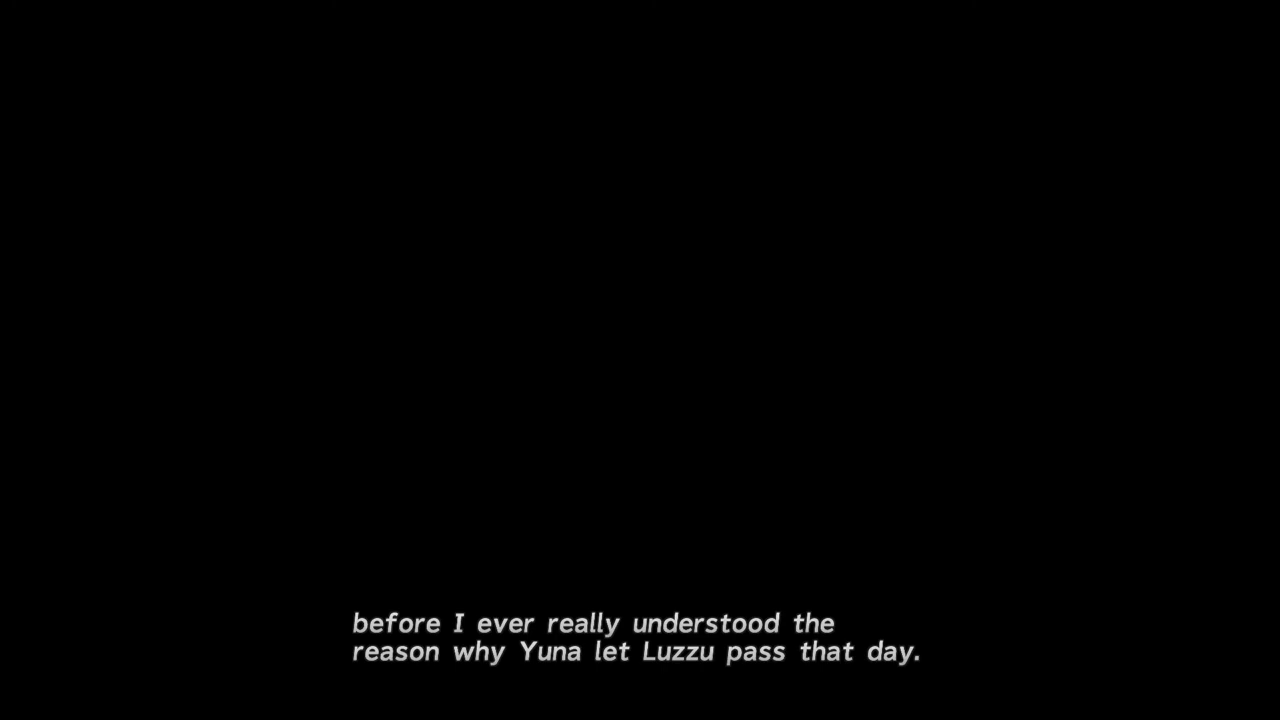 before I ever really understood the
reason why Yuna let Luzzu pass that day.